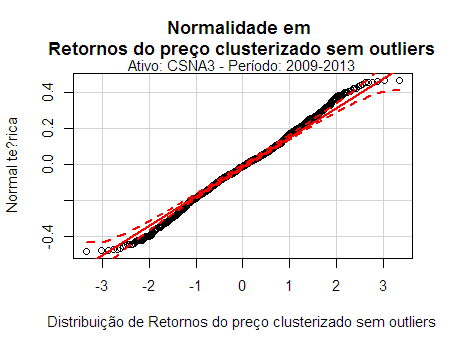 Normalidade em
Retornos do preço clusterizado sem outliers
Ativo: CSNA3 - Período: 2009-2013
Normal te?rica
0.4
0.2
0.0
-0.4
-3 -2 -1 0 1 2 3
Distribuição de Retornos do preço clusterizado sem outliers